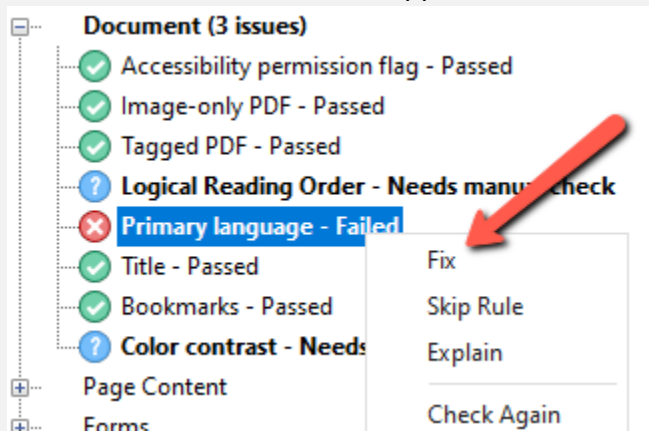 Document (3 issues)
Accessibility permission flag - Passed
Image-only PDF - Passed
Tagged PDF - Passed
Logical Reading Order - Needs manual check
Primary language - Failed
Fix
Title - Passed
Bookmarks - Passed
Skip Rule
Color contrast - Needs
Explain
Page Content
Check Again
Forms